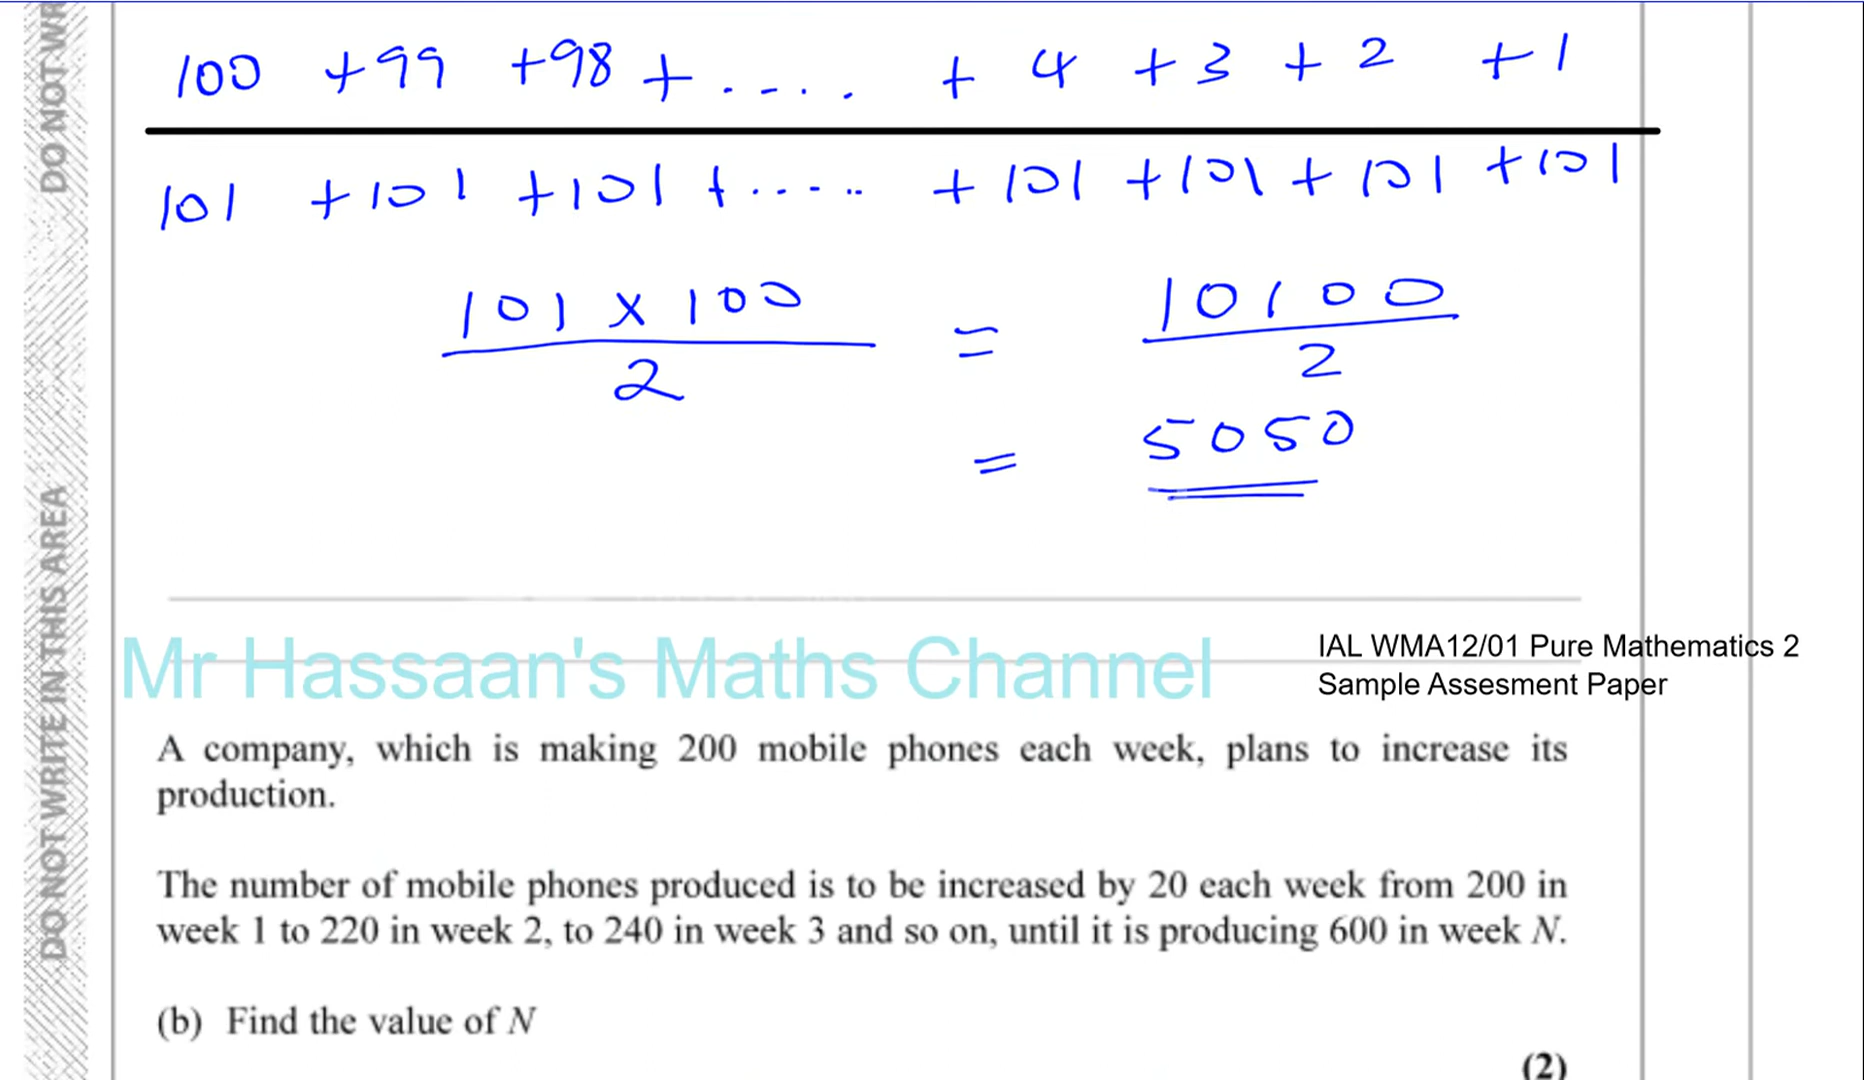 100 +99 +98 + ..... + 4 + 3 + 2 + 1
101 +101 +101 + ...... + 101 + 101 + 101 + 101
101 x 100 = 10100
2 2
= 5050
Mr Hassaan's Maths Channel
IAL WMA12/01 Pure Mathematics 2
Sample Assesment Paper
A company, which is making 200 mobile phones each week, plans to increase its
production.
The number of mobile phones produced is to be increased by 20 each week from 200 in
week 1 to 220 in week 2, to 240 in week 3 and so on, until it is producing 600 in week N.
(b) Find the value of N
(2)
DO NOT WR
DO NOT WRITE IN THIS AREA